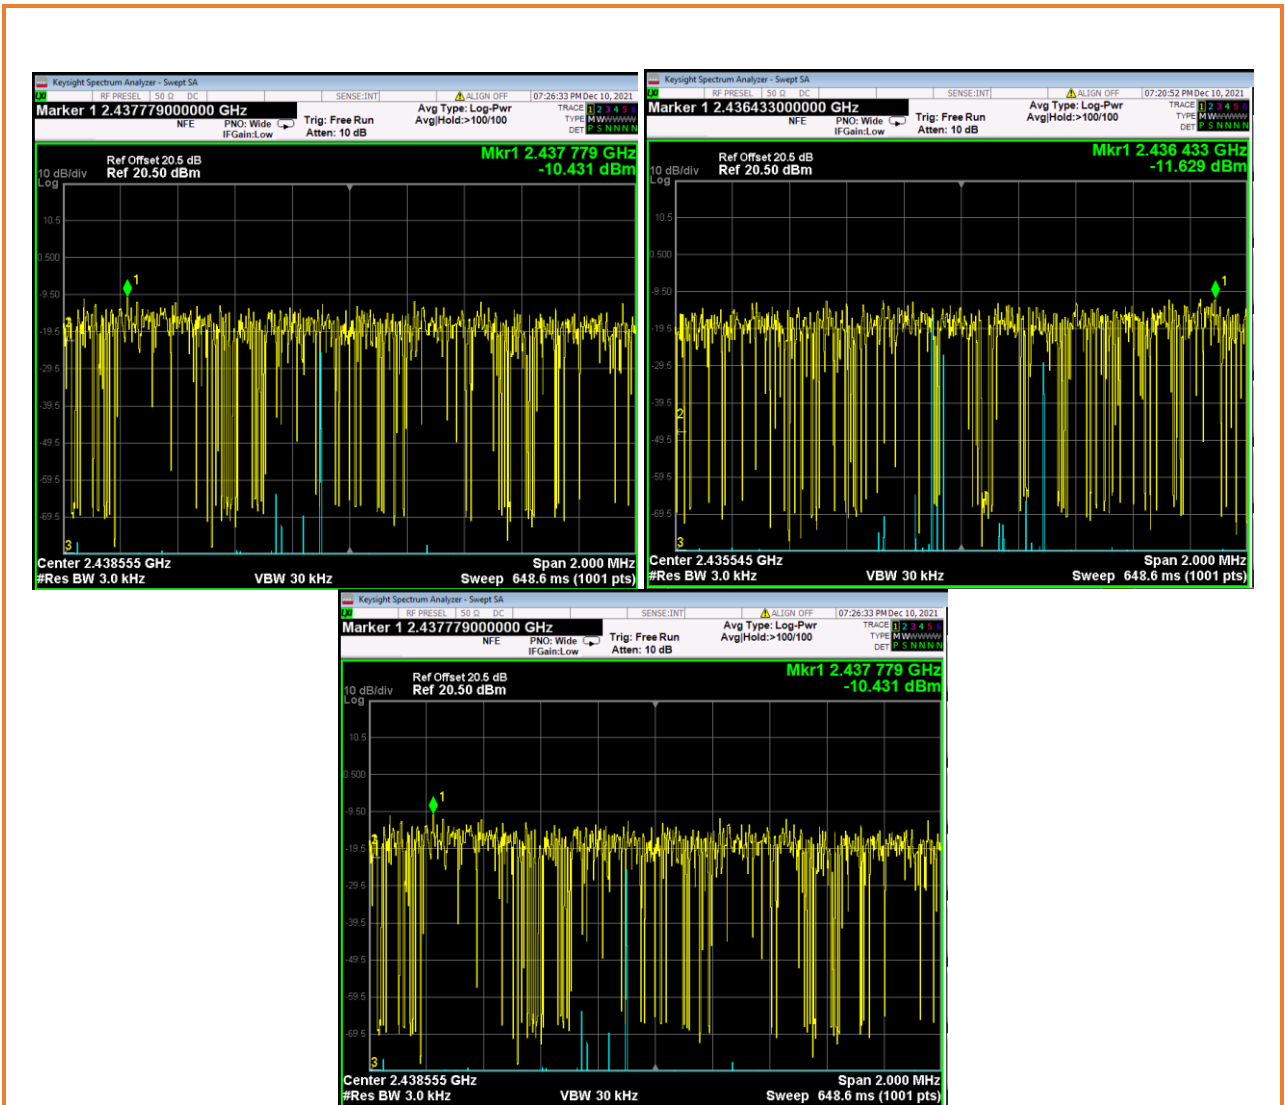 Keysight Spectrum Analyzer - Swept SA
RF PRESEL 50 Ω DC SENSE:INT ALIGN OFF 07:26:33 PM Dec 10, 2021
Marker 1 2.437779000000 GHz Avg Type: Log-Pwr TRACE 1 2 3 4 5 6
NFE PNO: Wide Trig: Free Run Avg|Hold:>100/100 TYPE MWWWWW
IFGain:Low Atten: 10 dB DET P S N N N N
Mkr1 2.437 779 GHz
Ref Offset 20.5 dB
10 dB/div Ref 20.50 dBm -10.431 dBm
Log
10.5
0.500
1
-9.50
-19.5
-29.5
-39.5
-49.5
-59.5
-69.5
3
Center 2.438555 GHz Span 2.000 MHz
#Res BW 3.0 kHz VBW 30 kHz Sweep 648.6 ms (1001 pts)
Keysight Spectrum Analyzer - Swept SA
RF PRESEL 50 Ω DC SENSE:INT ALIGN OFF 07:20:52 PM Dec 10, 2021
Marker 1 2.436433000000 GHz Avg Type: Log-Pwr TRACE 1 2 3 4 5 6
NFE PNO: Wide Trig: Free Run Avg|Hold:>100/100 TYPE MWWWWW
IFGain:Low Atten: 10 dB DET P S N N N N
Mkr1 2.436 433 GHz
Ref Offset 20.5 dB
10 dB/div Ref 20.50 dBm -11.629 dBm
Log
10.5
0.500
1
-9.50
-19.5
-29.5
-39.5
2
-49.5
-59.5
-69.5
3
Center 2.435545 GHz Span 2.000 MHz
#Res BW 3.0 kHz VBW 30 kHz Sweep 648.6 ms (1001 pts)
Keysight Spectrum Analyzer - Swept SA
RF PRESEL 50 Ω DC SENSE:INT ALIGN OFF 07:26:33 PM Dec 10, 2021
Marker 1 2.437779000000 GHz Avg Type: Log-Pwr TRACE 1 2 3 4 5 6
NFE PNO: Wide Trig: Free Run Avg|Hold:>100/100 TYPE MWWWWW
IFGain:Low Atten: 10 dB DET P S N N N N
Mkr1 2.437 779 GHz
Ref Offset 20.5 dB
10 dB/div Ref 20.50 dBm -10.431 dBm
Log
10.5
0.500
1
-9.50
-19.5
-29.5
-39.5
-49.5
-59.5
-69.5
3
Center 2.438555 GHz Span 2.000 MHz
#Res BW 3.0 kHz VBW 30 kHz Sweep 648.6 ms (1001 pts)